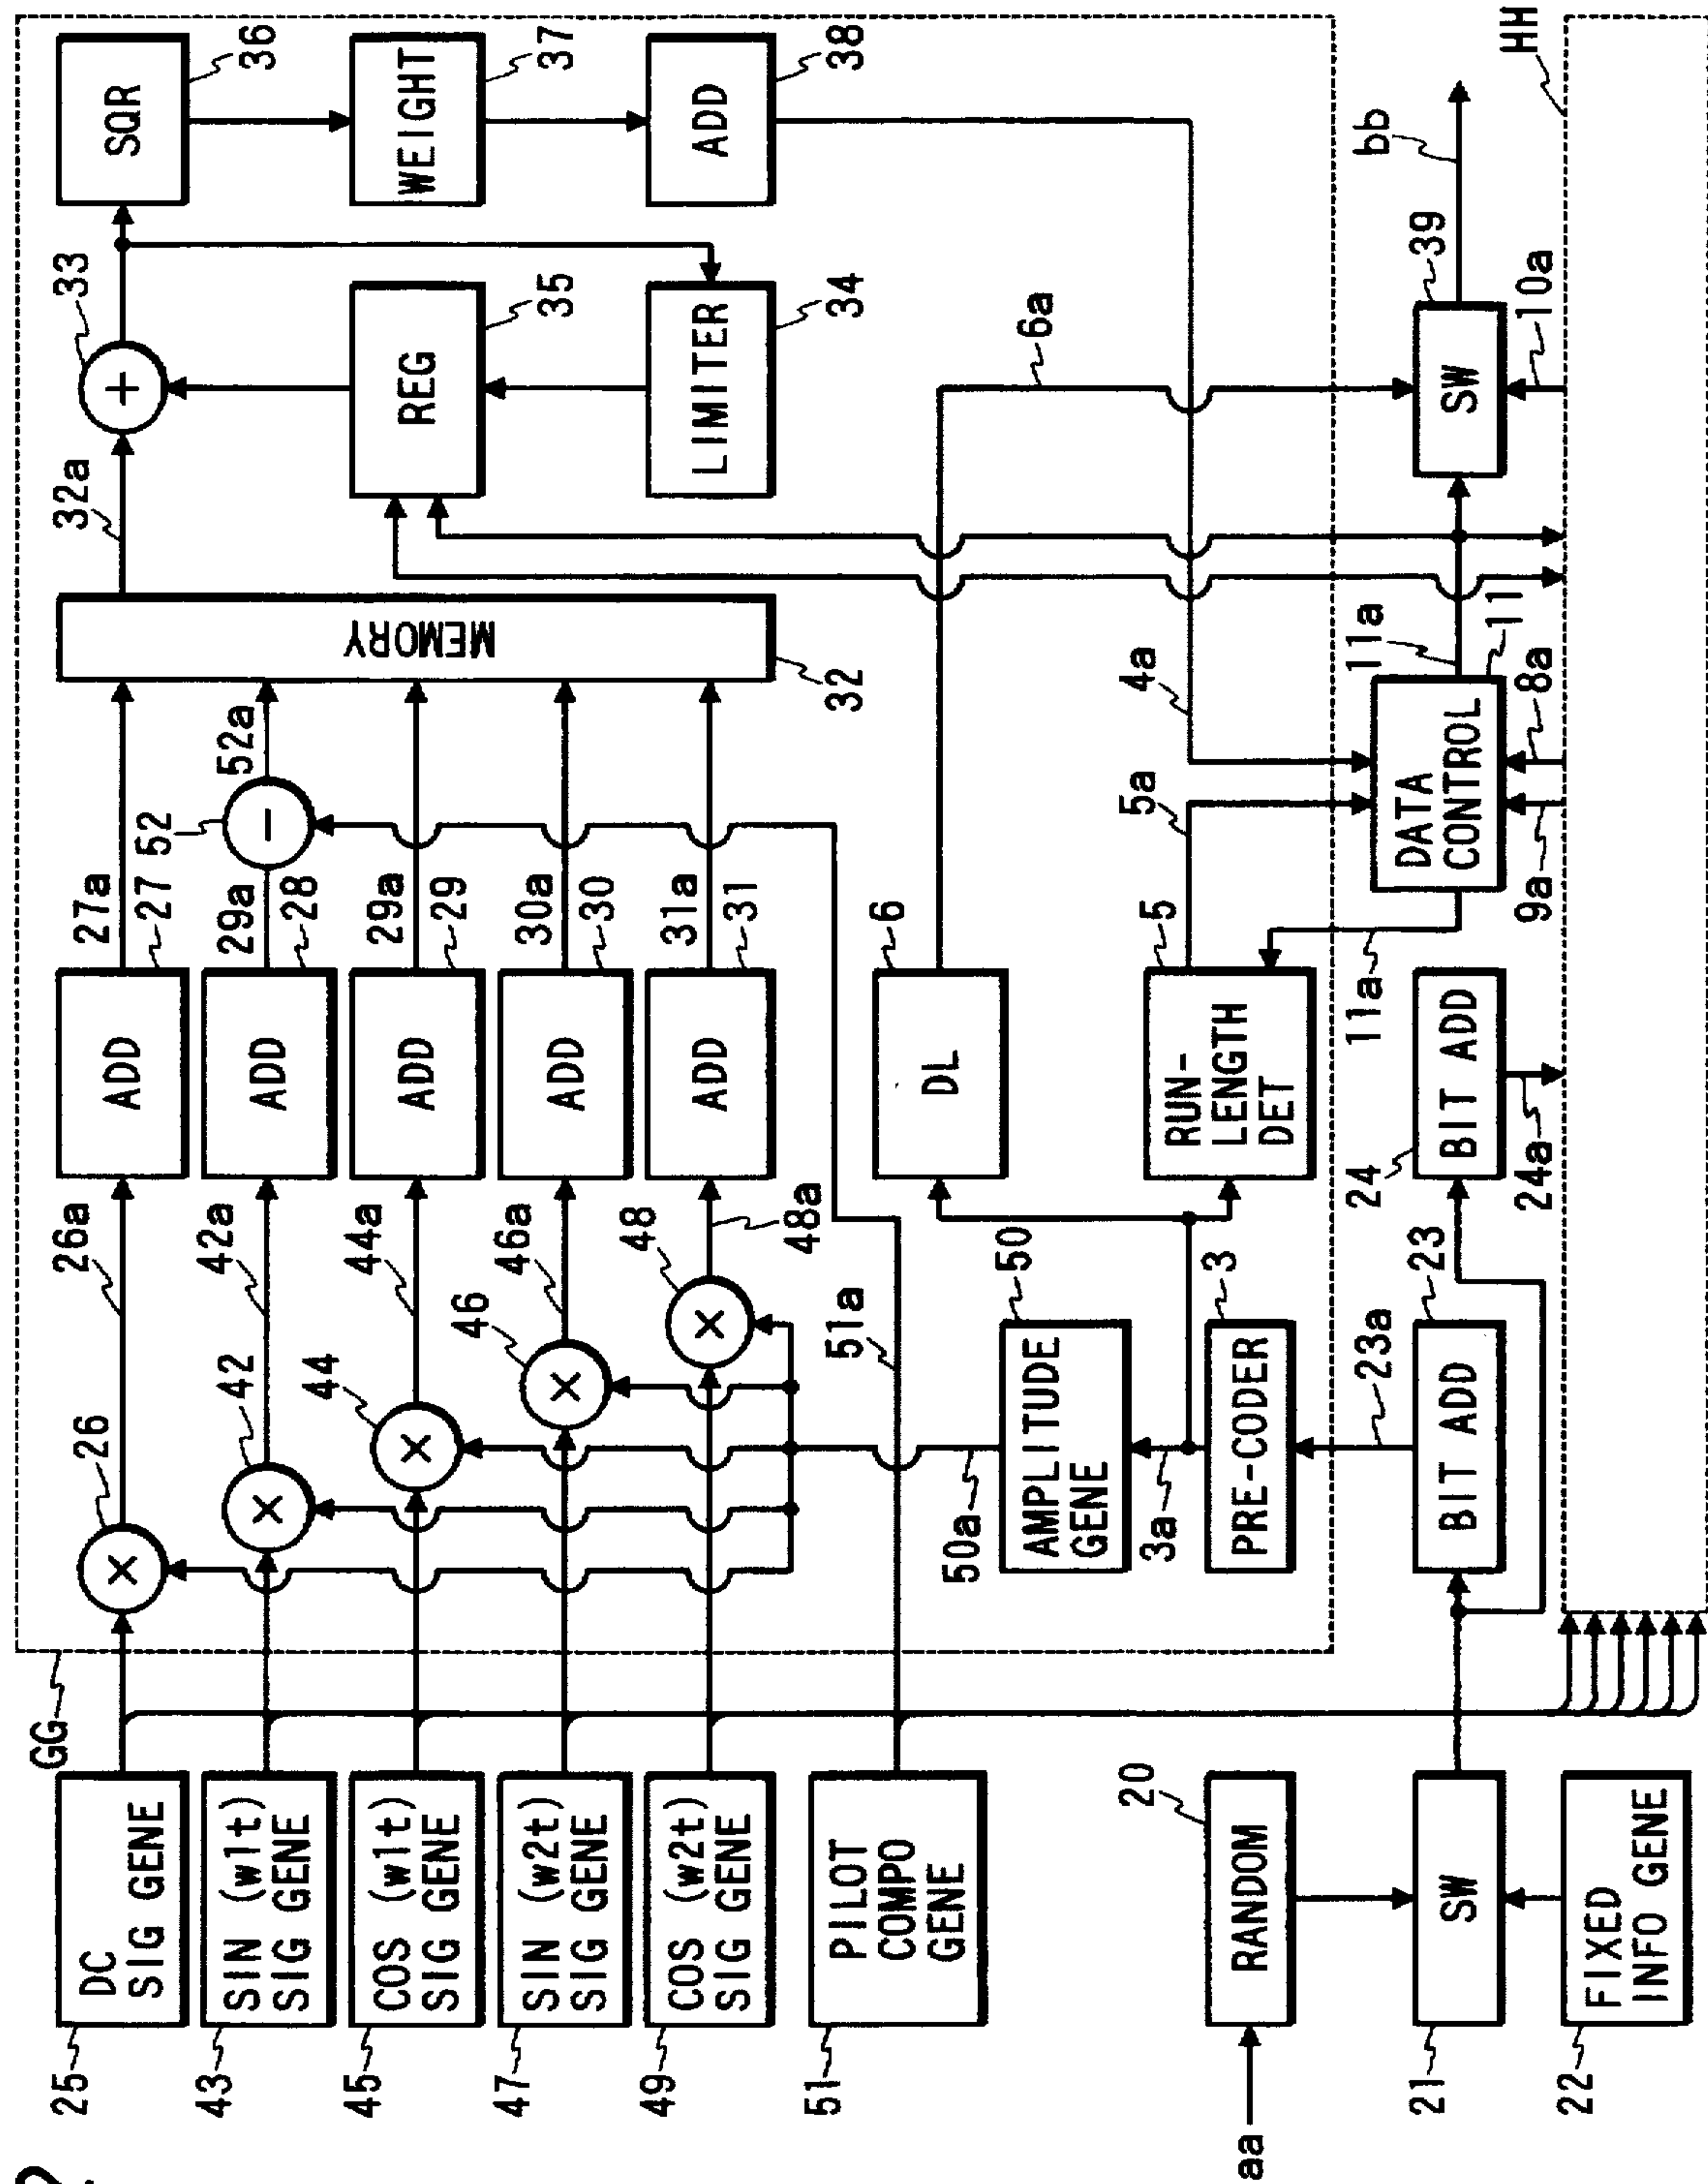 GG
HH
DC
SIG GENE
25
SIN (w1t)
SIG GENE
43
COS (w1t)
SIG GENE
45
SIN (w2t)
SIG GENE
47
COS (w2t)
SIG GENE
49
PILOT
COMPO
GENE
51
51a
26
26a
42
42a
44
44a
46
46a
48
48a
ADD
27
27a
ADD
28
29a
52
52a
ADD
29
29a
ADD
30
30a
ADD
31
31a
MEMORY
32
32a
33
REG
35
LIMITER
34
SQR
36
WEIGHT
37
ADD
38
AMPLITUDE
GENE
50
50a
3a
PRE-CODER
3
DL
6
6a
RUN-
LENGTH
DET
5
5a
4a
aa
RANDOM
20
SW
21
FIXED
INFO GENE
22
BIT ADD
23
23a
BIT ADD
24
24a
DATA
CONTROL
11
11a
11a
9a
8a
SW
39
10a
bb